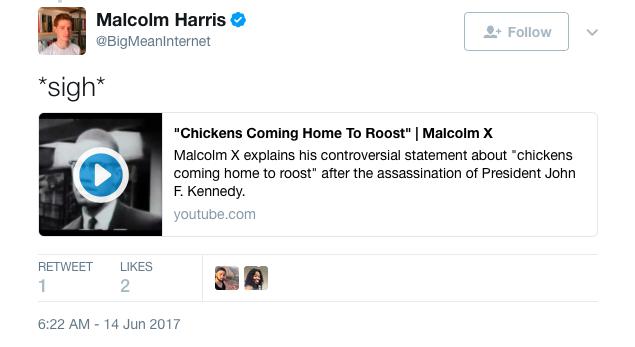 Malcolm Harris
@BigMeanInternet
Follow
*sigh*
"Chickens Coming Home To Roost" | Malcolm X
Malcolm X explains his controversial statement about "chickens
coming home to roost" after the assassination of President John
F. Kennedy.
youtube.com
RETWEET LIKES
1 2
6:22 AM - 14 Jun 2017